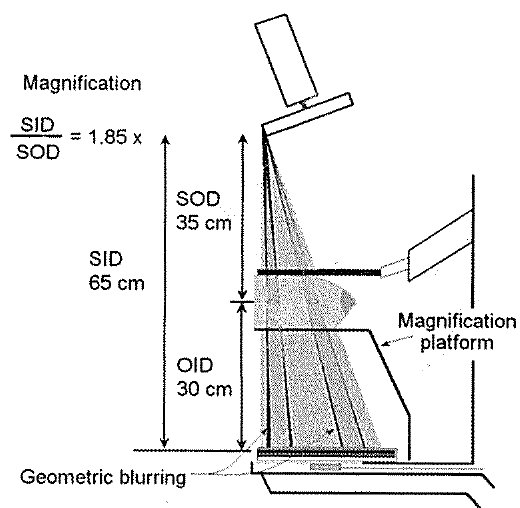 Magnification
SID
SOD
= 1.85 x
SOD
35 cm
SID
65 cm
OID
30 cm
Magnification
platform
Geometric blurring